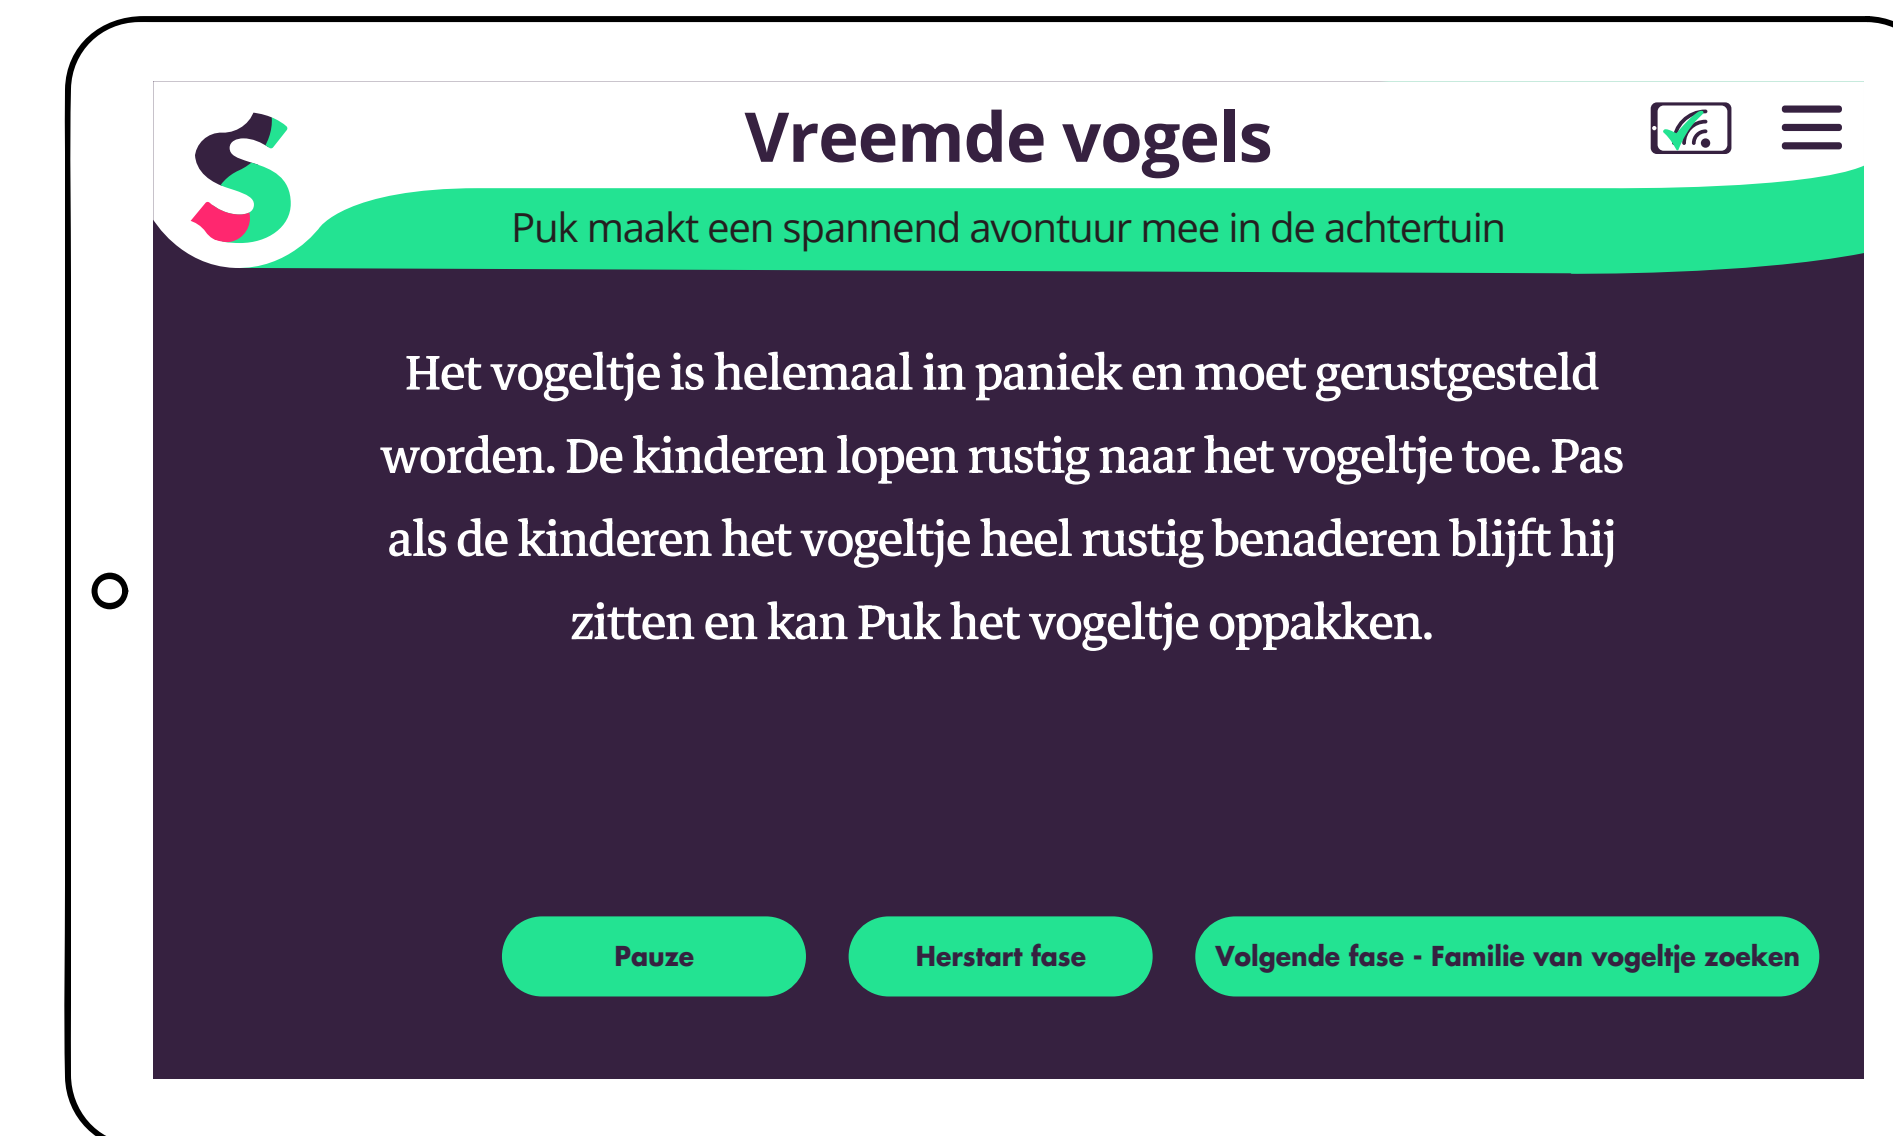 Vreemde vogels
Puk maakt een spannend avontuur mee in de achtertuin
Het vogeltje is helemaal in paniek en moet gerustgesteld
worden. De kinderen lopen rustig naar het vogeltje toe. Pas
als de kinderen het vogeltje heel rustig benaderen blijft hij
zitten en kan Puk het vogeltje oppakken.
Pauze
Herstart fase
Volgende fase - Familie van vogeltje zoeken